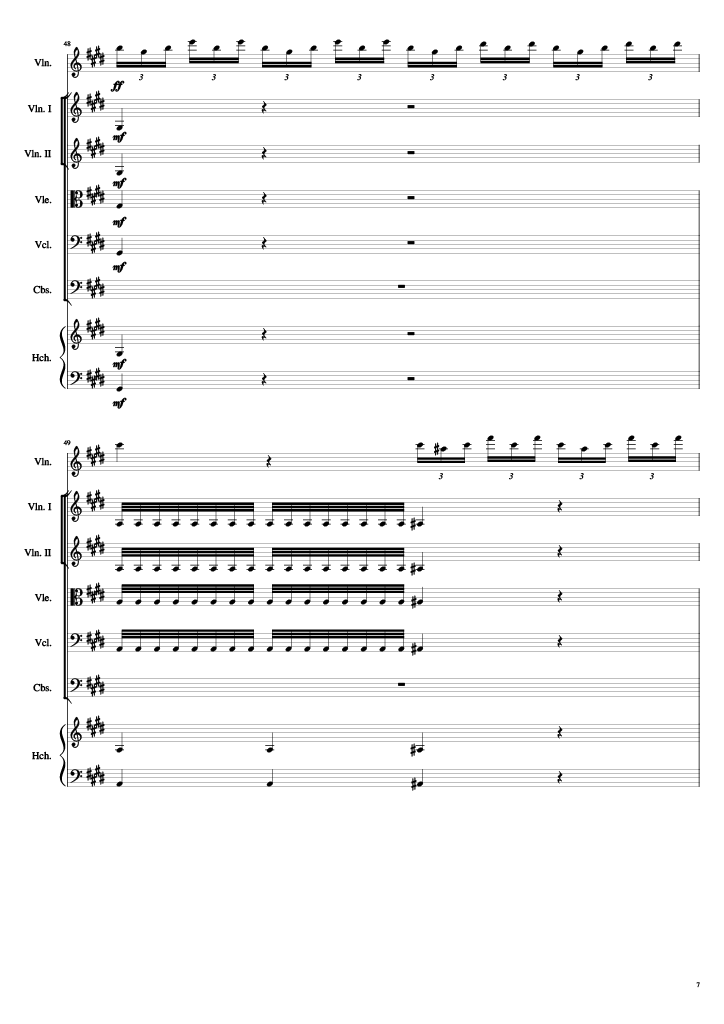 48
Vln.
3 3 3 3 3 3 3 3
ff
Vln. I
mf
Vln. II
mf
Vle.
mf
Vcl.
mf
Cbs.
Hch.
mf
mf
49
Vln.
3 3 3 3
Vln. I
Vln. II
Vle.
Vcl.
Cbs.
Hch.
7